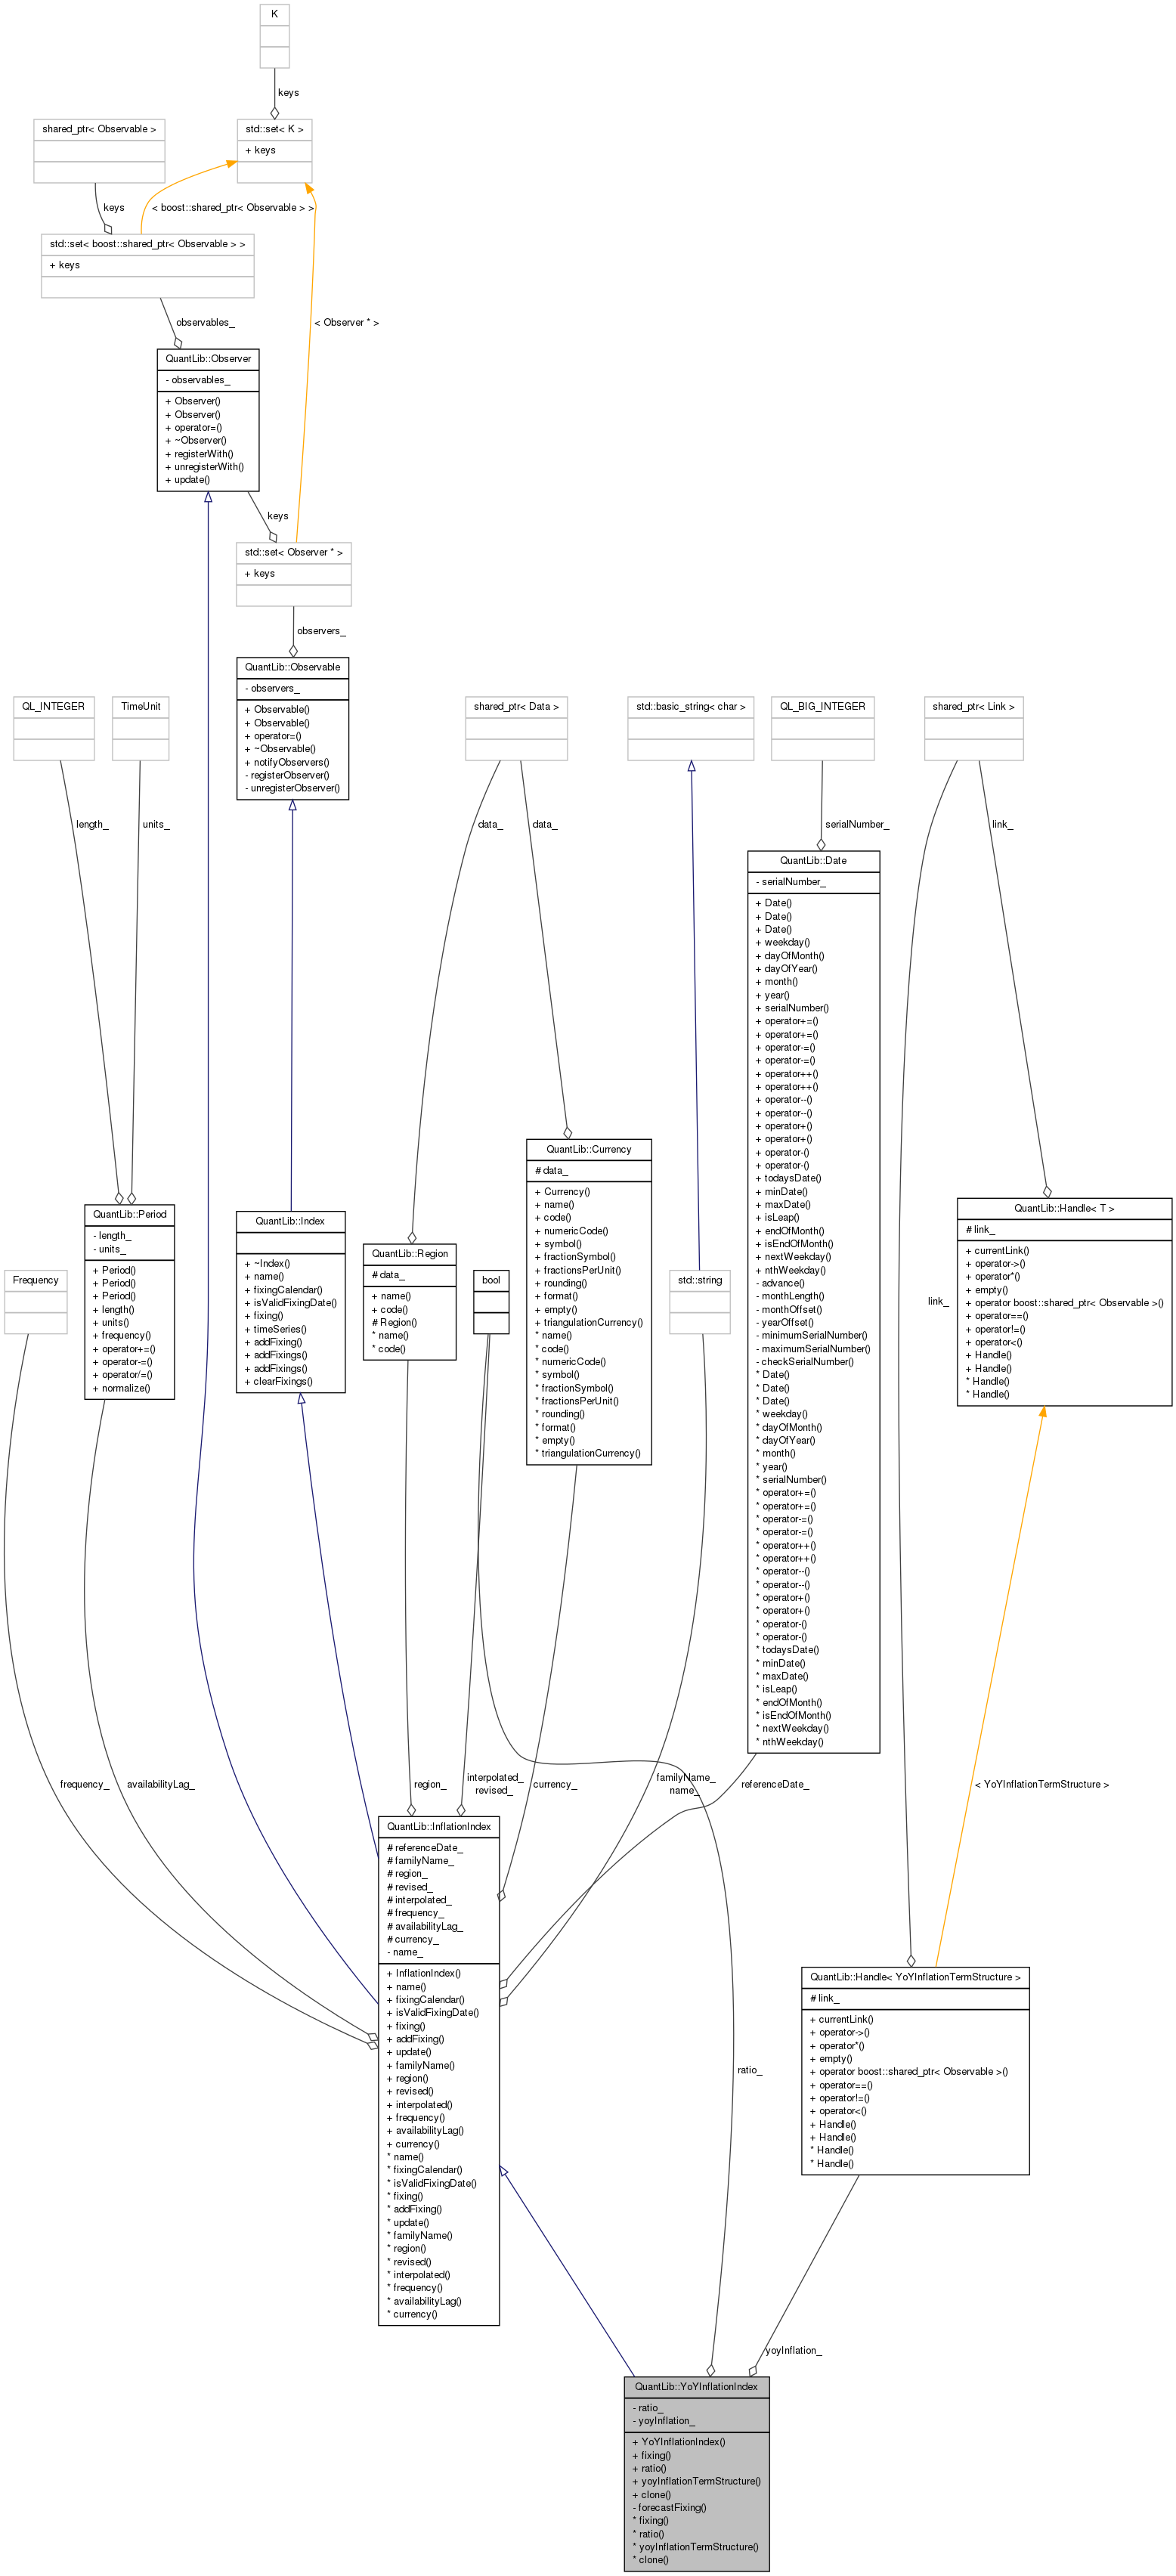 K
keys
shared_ptr< Observable >
std::set< K >
+ keys
keys
< boost::shared_ptr< Observable > >
std::set< boost::shared_ptr< Observable > >
+ keys
observables_
< Observer * >
QuantLib::Observer
- observables_
+ Observer()
+ Observer()
+ operator=()
+ ~Observer()
+ registerWith()
+ unregisterWith()
+ update()
keys
std::set< Observer * >
+ keys
observers_
QuantLib::Observable
- observers_
+ Observable()
+ Observable()
+ operator=()
+ ~Observable()
+ notifyObservers()
- registerObserver()
- unregisterObserver()
QL_INTEGER
TimeUnit
shared_ptr< Data >
std::basic_string< char >
QL_BIG_INTEGER
shared_ptr< Link >
length_
units_
data_
data_
serialNumber_
link_
QuantLib::Date
- serialNumber_
+ Date()
+ Date()
+ Date()
+ weekday()
+ dayOfMonth()
+ dayOfYear()
+ month()
+ year()
+ serialNumber()
+ operator+=()
+ operator+=()
+ operator-=()
+ operator-=()
+ operator++()
+ operator++()
+ operator--()
+ operator--()
+ operator+()
+ operator+()
+ operator-()
+ operator-()
+ todaysDate()
+ minDate()
+ maxDate()
+ isLeap()
+ endOfMonth()
+ isEndOfMonth()
+ nextWeekday()
+ nthWeekday()
- advance()
- monthLength()
- monthOffset()
- yearOffset()
- minimumSerialNumber()
- maximumSerialNumber()
- checkSerialNumber()
* Date()
* Date()
* Date()
* weekday()
* dayOfMonth()
* dayOfYear()
* month()
* year()
* serialNumber()
* operator+=()
* operator+=()
* operator-=()
* operator-=()
* operator++()
* operator++()
* operator--()
* operator--()
* operator+()
* operator+()
* operator-()
* operator-()
* todaysDate()
* minDate()
* maxDate()
* isLeap()
* endOfMonth()
* isEndOfMonth()
* nextWeekday()
* nthWeekday()
QuantLib::Currency
# data_
+ Currency()
+ name()
+ code()
+ numericCode()
+ symbol()
+ fractionSymbol()
+ fractionsPerUnit()
+ rounding()
+ format()
+ empty()
+ triangulationCurrency()
* name()
* code()
* numericCode()
* symbol()
* fractionSymbol()
* fractionsPerUnit()
* rounding()
* format()
* empty()
* triangulationCurrency()
QuantLib::Handle< T >
# link_
+ currentLink()
+ operator->()
+ operator*()
+ empty()
+ operator boost::shared_ptr< Observable >()
+ operator==()
+ operator!=()
+ operator<()
+ Handle()
+ Handle()
* Handle()
* Handle()
QuantLib::Period
- length_
- units_
+ Period()
+ Period()
+ Period()
+ length()
+ units()
+ frequency()
+ operator+=()
+ operator-=()
+ operator/=()
+ normalize()
QuantLib::Index
+ ~Index()
+ name()
+ fixingCalendar()
+ isValidFixingDate()
+ fixing()
+ timeSeries()
+ addFixing()
+ addFixings()
+ addFixings()
+ clearFixings()
QuantLib::Region
# data_
+ name()
+ code()
# Region()
* name()
* code()
Frequency
bool
std::string
link_
frequency_
availabilityLag_
region_
interpolated_
revised_
currency_
familyName_
name_
referenceDate_
< YoYInflationTermStructure >
QuantLib::InflationIndex
# referenceDate_
# familyName_
# region_
# revised_
# interpolated_
# frequency_
# availabilityLag_
# currency_
- name_
+ InflationIndex()
+ name()
+ fixingCalendar()
+ isValidFixingDate()
+ fixing()
+ addFixing()
+ update()
+ familyName()
+ region()
+ revised()
+ interpolated()
+ frequency()
+ availabilityLag()
+ currency()
* name()
* fixingCalendar()
* isValidFixingDate()
* fixing()
* addFixing()
* update()
* familyName()
* region()
* revised()
* interpolated()
* frequency()
* availabilityLag()
* currency()
QuantLib::Handle< YoYInflationTermStructure >
# link_
+ currentLink()
+ operator->()
+ operator*()
+ empty()
+ operator boost::shared_ptr< Observable >()
+ operator==()
+ operator!=()
+ operator<()
+ Handle()
+ Handle()
* Handle()
* Handle()
ratio_
yoyInflation_
QuantLib::YoYInflationIndex
- ratio_
- yoyInflation_
+ YoYInflationIndex()
+ fixing()
+ ratio()
+ yoyInflationTermStructure()
+ clone()
- forecastFixing()
* fixing()
* ratio()
* yoyInflationTermStructure()
* clone()